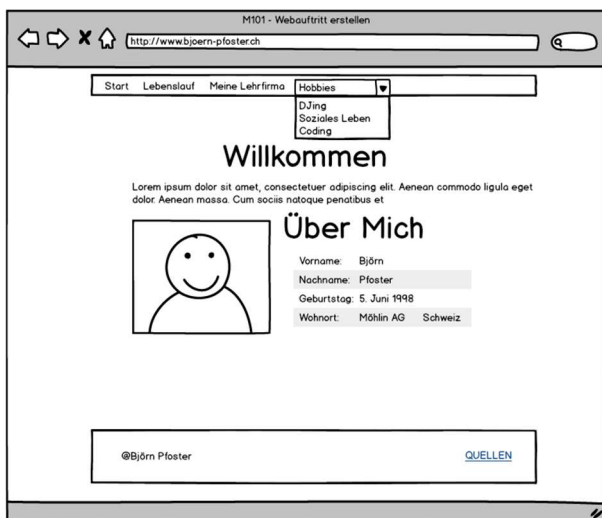 M101 - Webauftritt erstellen
http://www.bjoern-pfoster.ch
Start Lebenslauf Meine Lehrfirma Hobbies
DJing
Soziales Leben
Coding
Willkommen
Lorem ipsum dolor sit amet, consectetuer adipiscing elit. Aenean commodo ligula eget
dolor. Aenean massa. Cum sociis natoque penatibus et
Über Mich
Vorname: Björn
Nachname: Pfoster
Geburtstag: 5. Juni 1998
Wohnort: Möhlin AG Schweiz
@Björn Pfoster QUELLEN